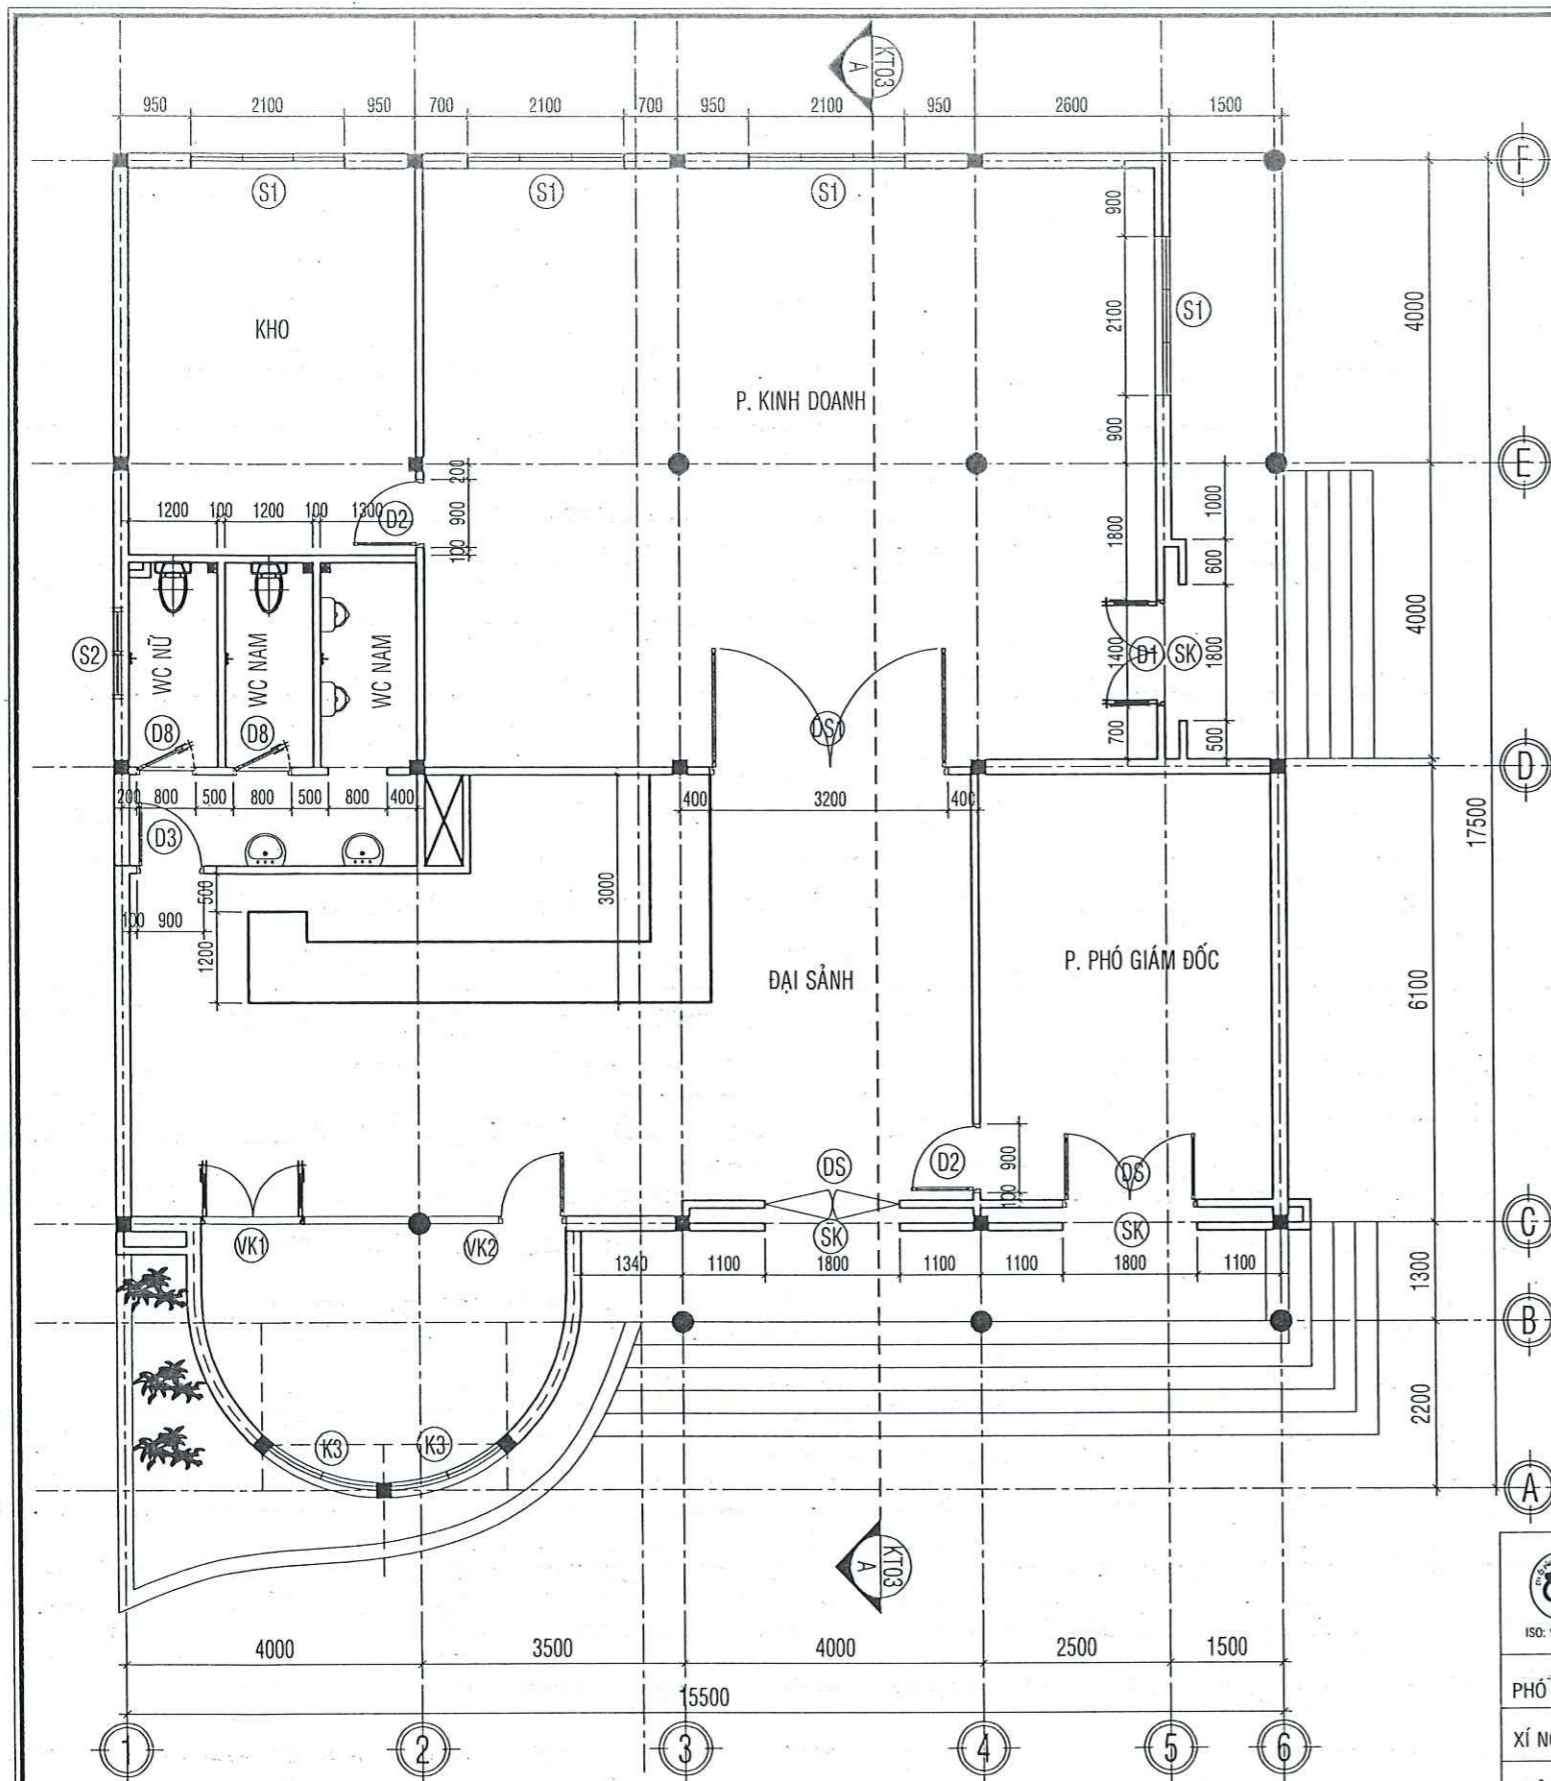 KT03
A
950
2100
950
700
2100
700
950
2100
950
2600
1500
F
S1
S1
S1
900
2100
S1
4000
KHO
P. KINH DOANH
900
E
200
1200
100
1200
100
1300
D2
900
100
1800
1000
600
4000
S2
WC NỮ
WC NAM
WC NAM
1400
D1
SK
1800
D8
D8
DS1
700
500
D
200
800
500
800
500
800
400
400
3200
400
17500
D3
500
3000
100
900
1200
ĐẠI SẢNH
P. PHÓ GIÁM ĐỐC
6100
DS
D2
900
100
DS
VK1
VK2
SK
SK
C
1340
1100
1800
1100
1100
1800
1100
1300
B
2200
K3
K3
A
KT03
A
ISO:
4000
3500
4000
2500
1500
PHÓ
15500
1
2
3
4
5
6